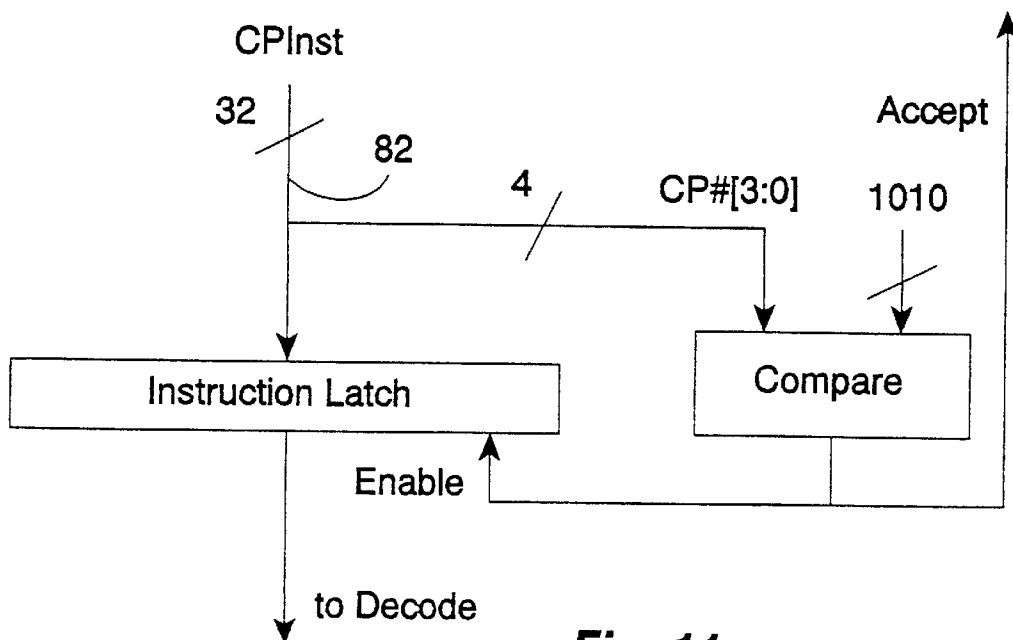 CPInst
32
82
Accept
4
CP#[3:0]
1010
Instruction Latch
Compare
Enable
to Decode